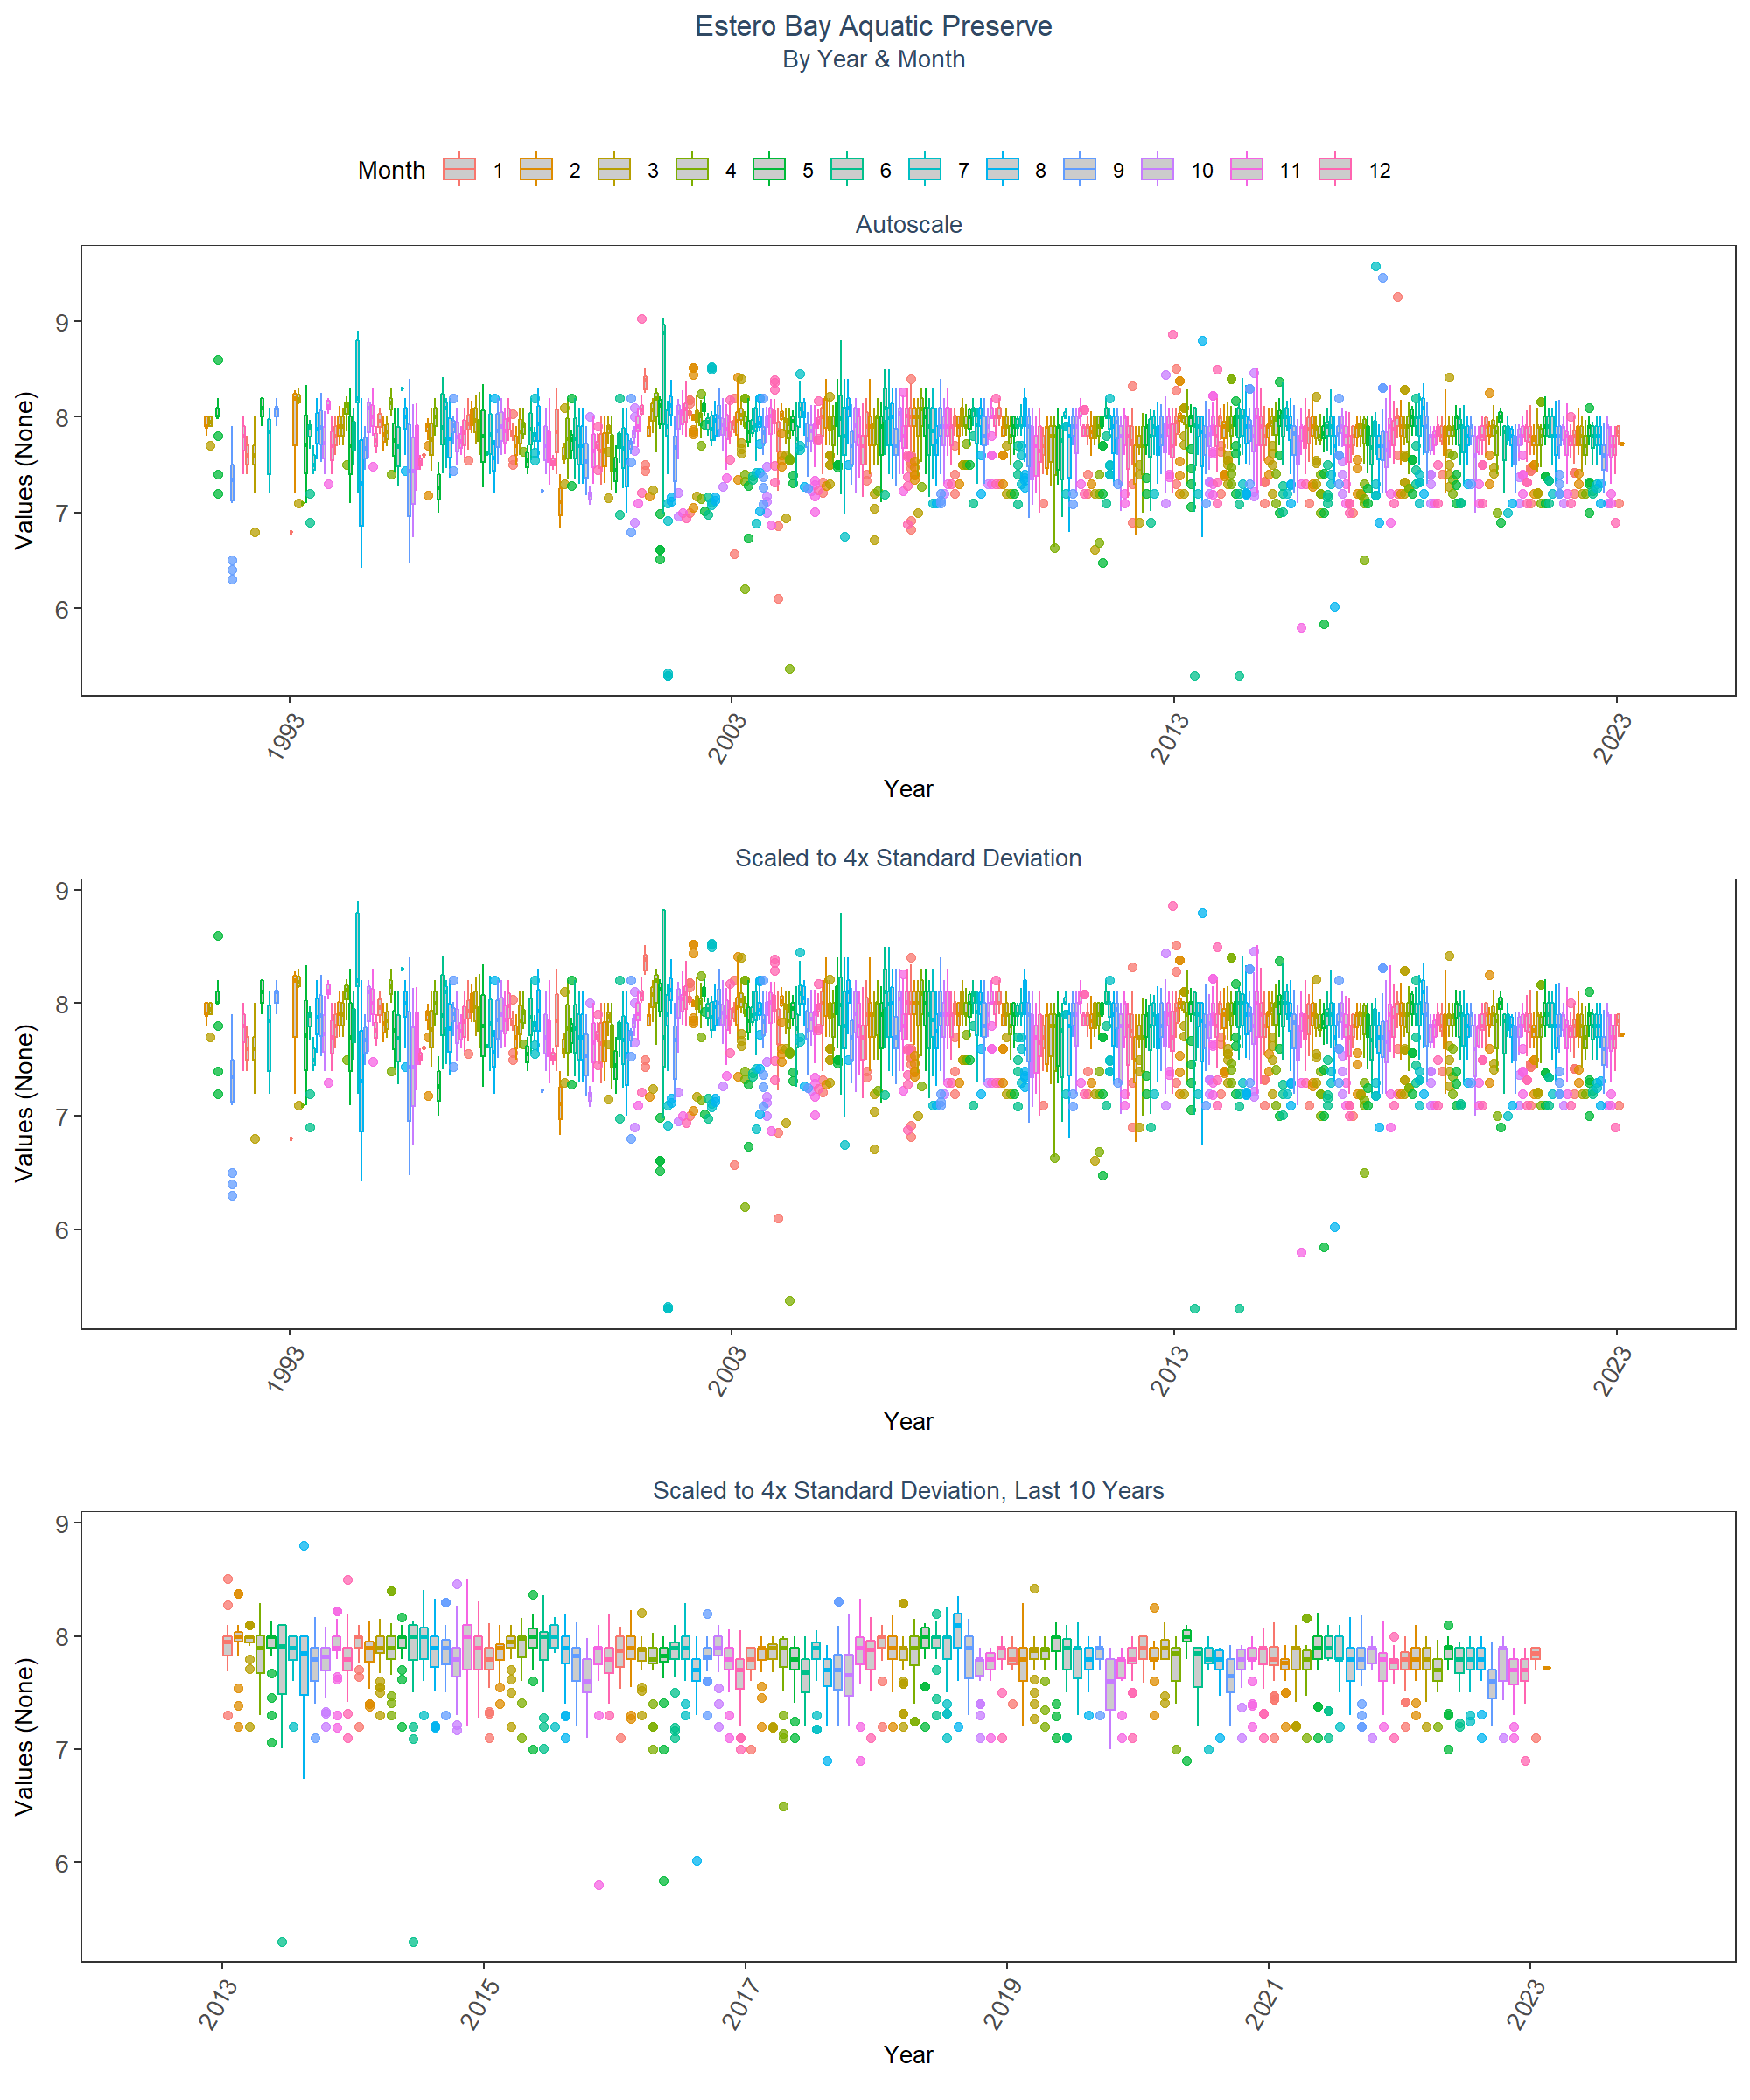 Estero Bay Aquatic Preserve
By Year & Month
Month 1 2 3 4 5 6 7 8 9 10 11 12
Autoscale
Values (None)
9
8
7
6
1993 2003 2013 2023
Year
Scaled to 4x Standard Deviation
Values (None)
9
8
7
6
1993 2003 2013 2023
Year
Scaled to 4x Standard Deviation, Last 10 Years
Values (None)
9
8
7
6
2013 2015 2017 2019 2021 2023
Year